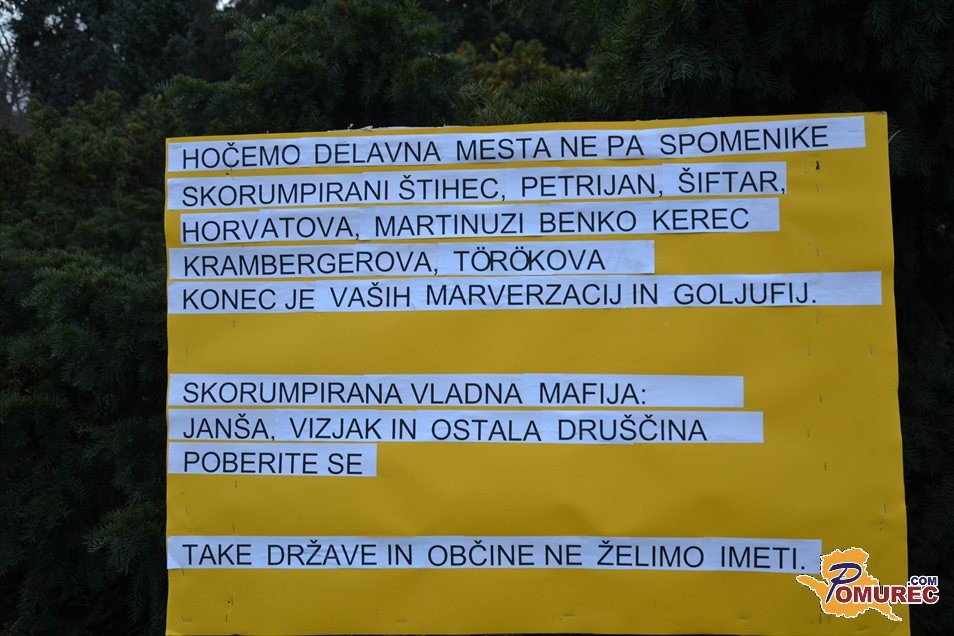 HOČEMO DELAVNA MESTA NE PA SPOMENIKE
SKORUMPIRANI ŠTIHEC, PETRIJAN, ŠIFTAR,
HORVATOVA, MARTINUZI BENKO KEREC
KRAMBERGEROVA, TÖRÖKOVA
KONEC JE VAŠIH MARVERZACIJ IN GOLJUFIJ.
SKORUMPIRANA VLADNA MAFIJA:
JANŠA, VIZJAK IN OSTALA DRUŠČINA
POBERITE SE
TAKE DRŽAVE IN OBČINE NE ŽELIMO IMETI.
POMUREC.COM